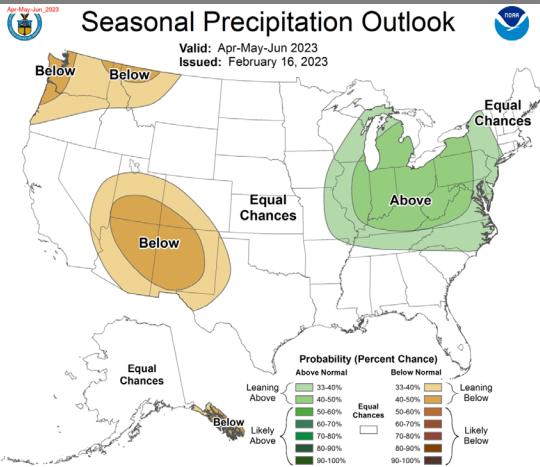 Apr-May-Jun_2023
Seasonal Precipitation Outlook
NOAA
Valid: Apr-May-Jun 2023
Issued: February 16, 2023
Below
Below
Equal
Chances
Equal
Chances
Above
Below
Equal
Chances
Below
Probability (Percent Chance)
Above Normal
Below Normal
Leaning
Above
33-40%
40-50%
Likely
Above
50-60%
60-70%
70-80%
80-90%
90-100%
Equal
Chances
33-40%
40-50%
Leaning
Below
50-60%
60-70%
70-80%
80-90%
90-100%
Likely
Below